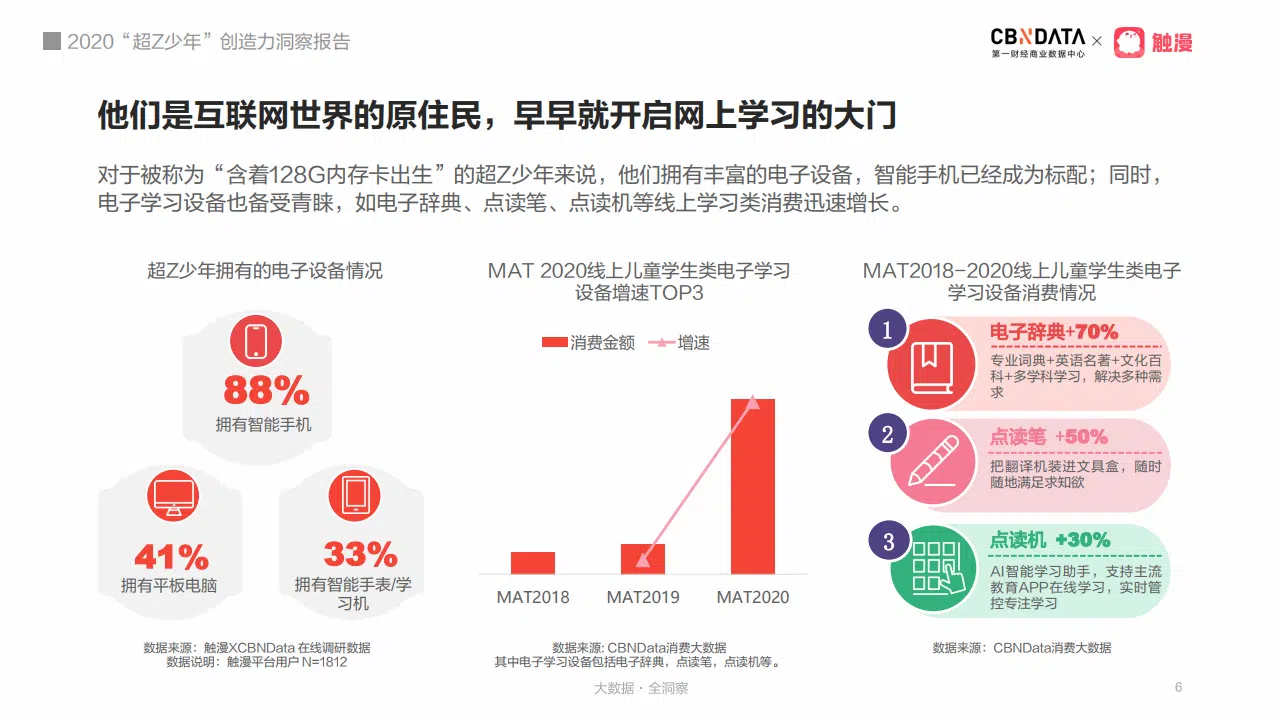 2020 “超Z少年” 创造力洞察报告
CBNDATA
第一财经商业数据中心
×
触漫
他们是互联网世界的原住民，早早就开启网上学习的大门
对于被称为“含着128G内存卡出生”的超Z少年来说，他们拥有丰富的电子设备，智能手机已经成为标配；同时，
电子学习设备也备受青睐，如电子辞典、点读笔、点读机等线上学习类消费迅速增长。
超Z少年拥有的电子设备情况
88%
拥有智能手机
41%
拥有平板电脑
33%
拥有智能手表/学
习机
数据来源：触漫XCBNData 在线调研数据
数据说明：触漫平台用户 N=1812
MAT 2020线上儿童学生类电子学习
设备增速TOP3
消费金额
增速
MAT2018
MAT2019
MAT2020
数据来源: CBNData消费大数据
其中电子学习设备包括电子辞典，点读笔，点读机等。
MAT2018-2020线上儿童学生类电子
学习设备消费情况
1
电子辞典+70%
专业词典+英语名著+文化百
科+多学科学习，解决多种需
求
2
点读笔 +50%
把翻译机装进文具盒，随时
随地满足求知欲
3
点读机 +30%
AI智能学习助手，支持主流
教育APP在线学习，实时管
控专注学习
数据来源：CBNData消费大数据
大数据 · 全洞察
6